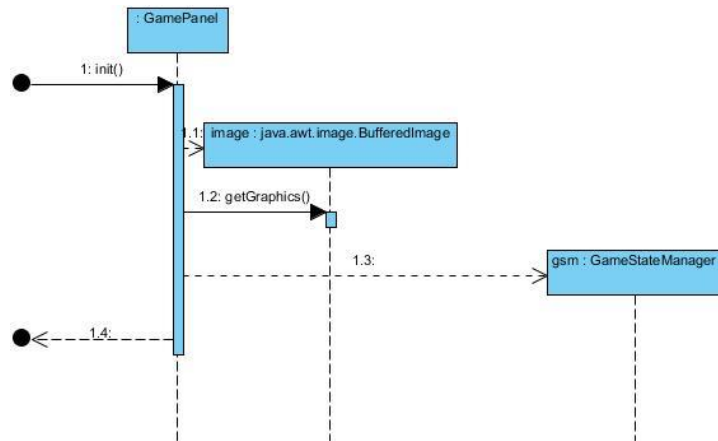 : GamePanel
1: init()
1.1:
image : java.awt.image.BufferedImage
1.2: getGraphics()
1.3:
gsm : GameStateManager
1.4: